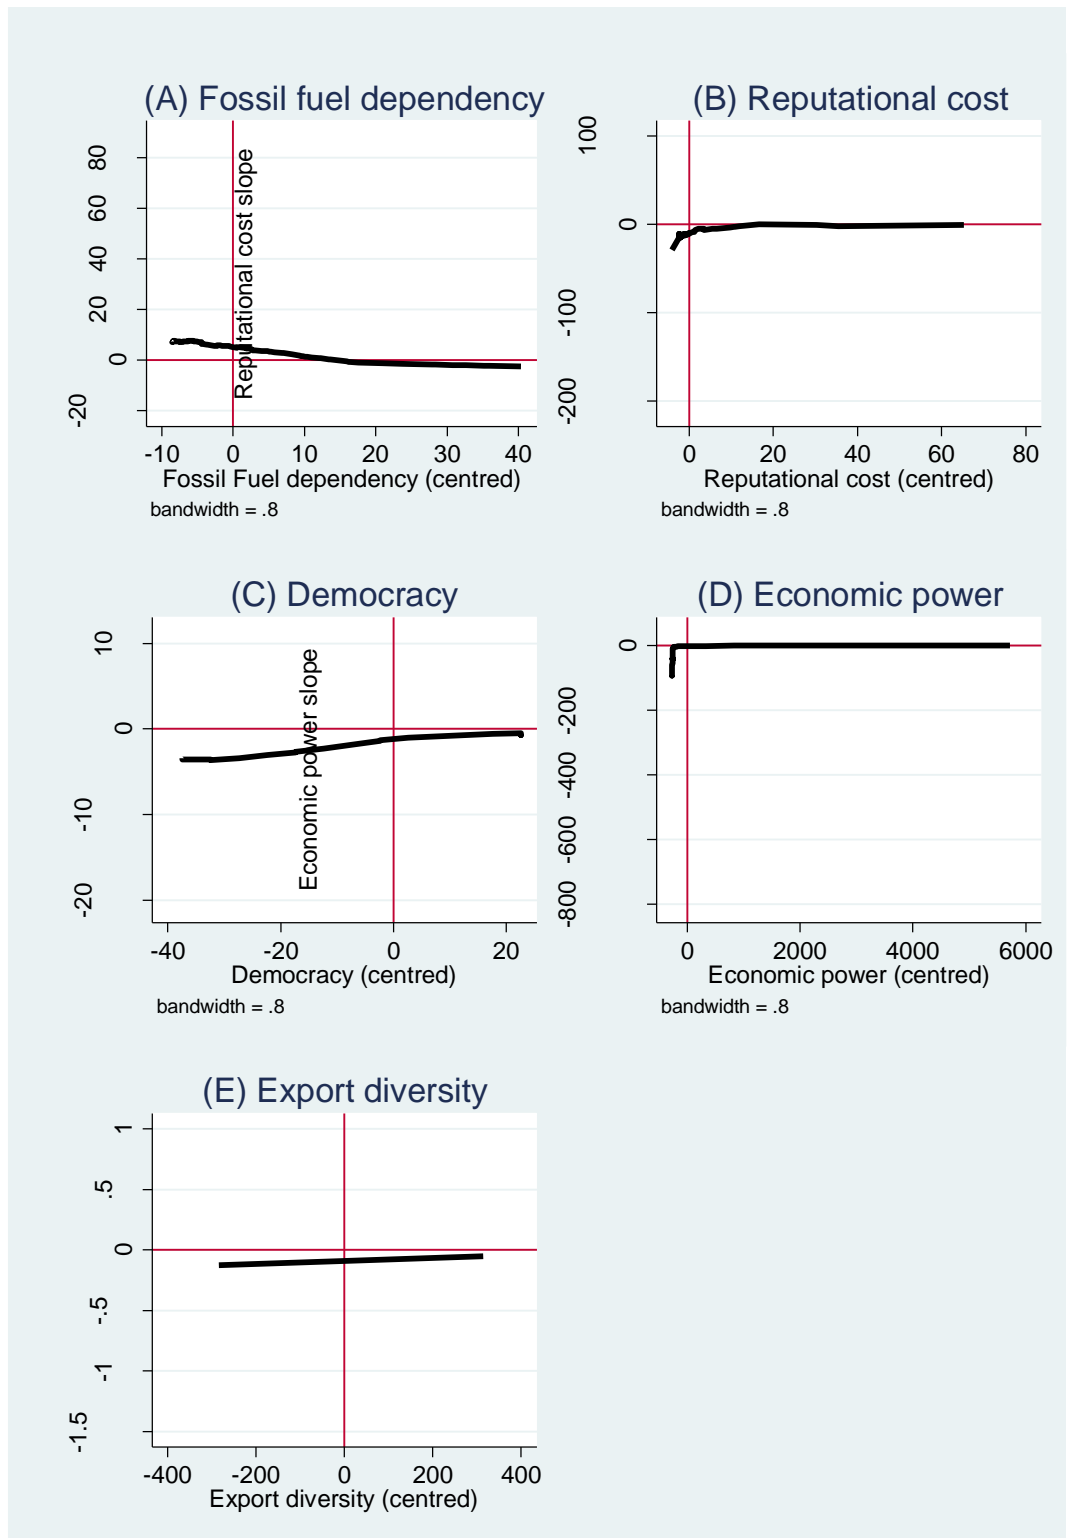 (A) Fossil fuel dependency
80
60
40
20
0
-20
Reputational cost slope
-10 0 10 20 30 40
Fossil Fuel dependency (centred)
bandwidth = .8
(B) Reputational cost
100
0
-100
-200
0 20 40 60 80
Reputational cost (centred)
bandwidth = .8
(C) Democracy
10
0
-10
-20
Economic power slope
-40 -20 0 20
Democracy (centred)
bandwidth = .8
(D) Economic power
0
-200
-400
-600
-800
0 2000 4000 6000
Economic power (centred)
bandwidth = .8
(E) Export diversity
1
.5
0
-.5
-1
-1.5
-400 -200 0 200 400
Export diversity (centred)